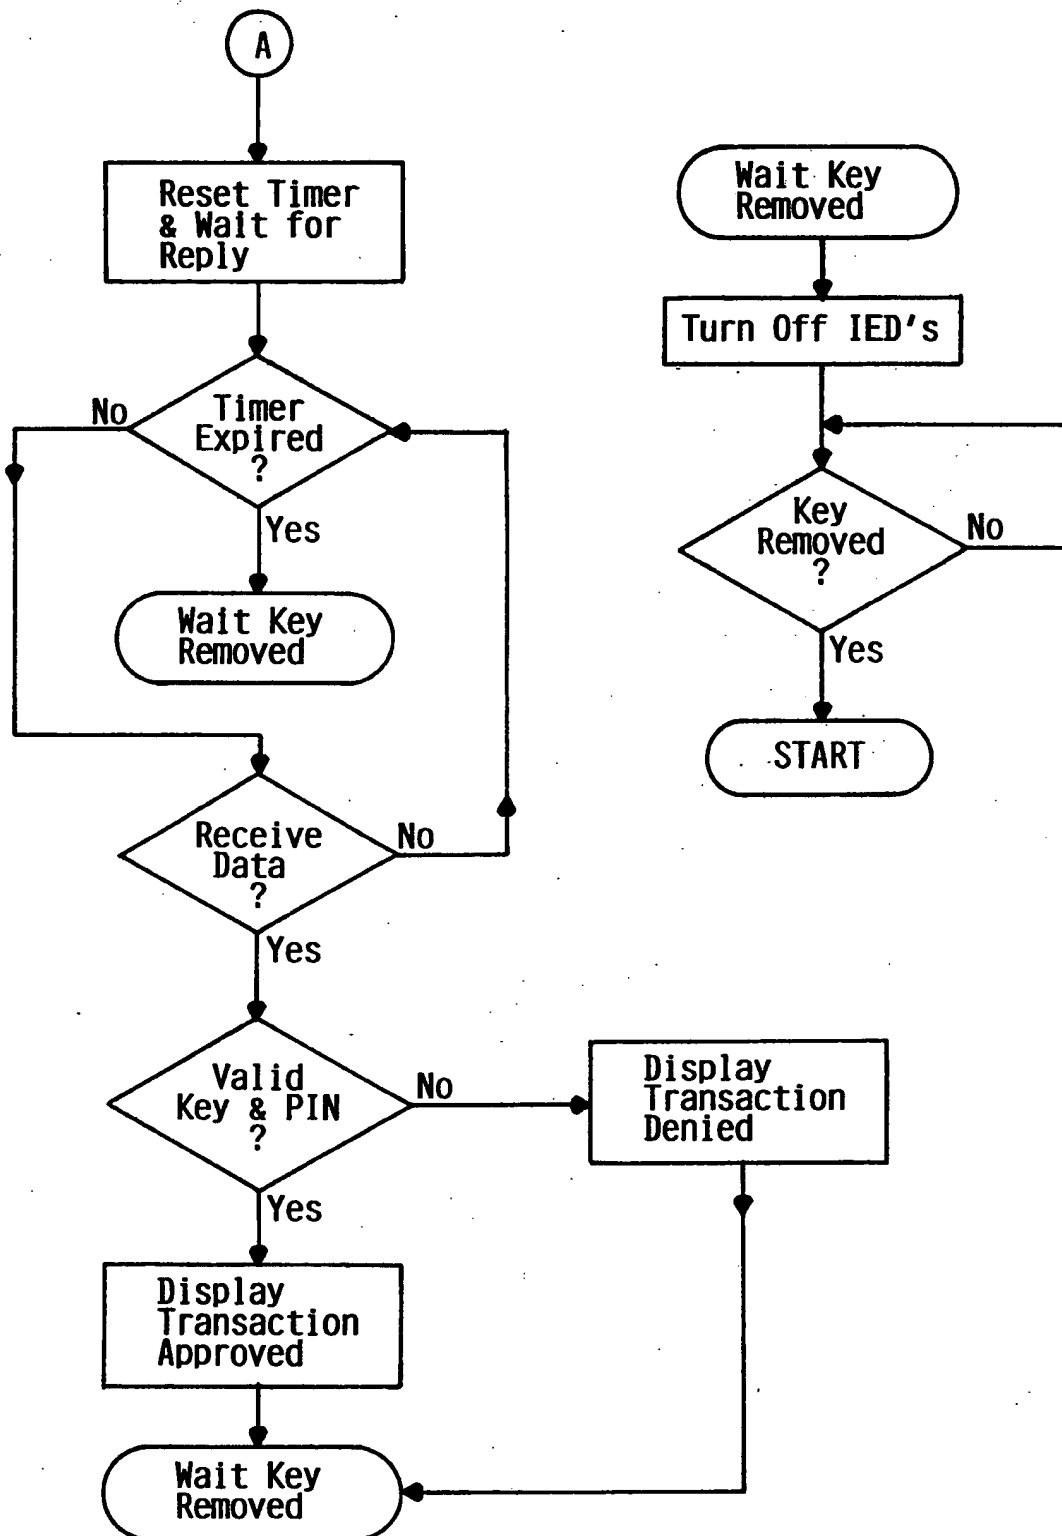 A
Reset Timer
& Wait for
Reply
No
Timer
Expired
?
Yes
Wait Key
Removed
Receive
Data
?
No
Yes
Valid
Key & PIN
?
No
Yes
Display
Transaction
Denied
Display
Transaction
Approved
Wait Key
Removed
Wait Key
Removed
Turn Off IED's
Key
Removed
?
No
Yes
START